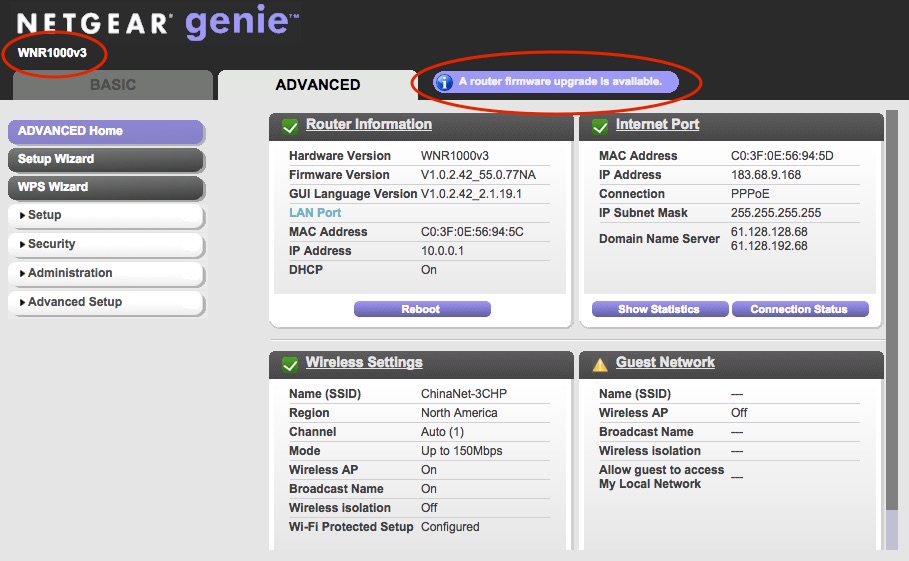 NETGEAR® genie™
WNR1000v3
BASIC
ADVANCED
A router firmware upgrade is available.
ADVANCED Home
Setup Wizard
WPS Wizard
Setup
Security
Administration
Advanced Setup
Router Information
Hardware Version WNR1000v3
Firmware Version V1.0.2.42_55.0.77NA
GUI Language Version V1.0.2.42_2.1.19.1
LAN Port
MAC Address C0:3F:0E:56:94:5C
IP Address 10.0.0.1
DHCP On
Reboot
Internet Port
MAC Address C0:3F:0E:56:94:5D
IP Address 183.68.9.168
Connection PPPoE
IP Subnet Mask 255.255.255.255
Domain Name Server 61.128.128.68
61.128.192.68
Show Statistics Connection Status
Wireless Settings
Name (SSID) ChinaNet-3CHP
Region North America
Channel Auto (1)
Mode Up to 150Mbps
Wireless AP On
Broadcast Name On
Wireless isolation Off
Wi-Fi Protected Setup Configured
Guest Network
Name (SSID) ---
Wireless AP Off
Broadcast Name ---
Wireless isolation ---
Allow guest to access ---
My Local Network